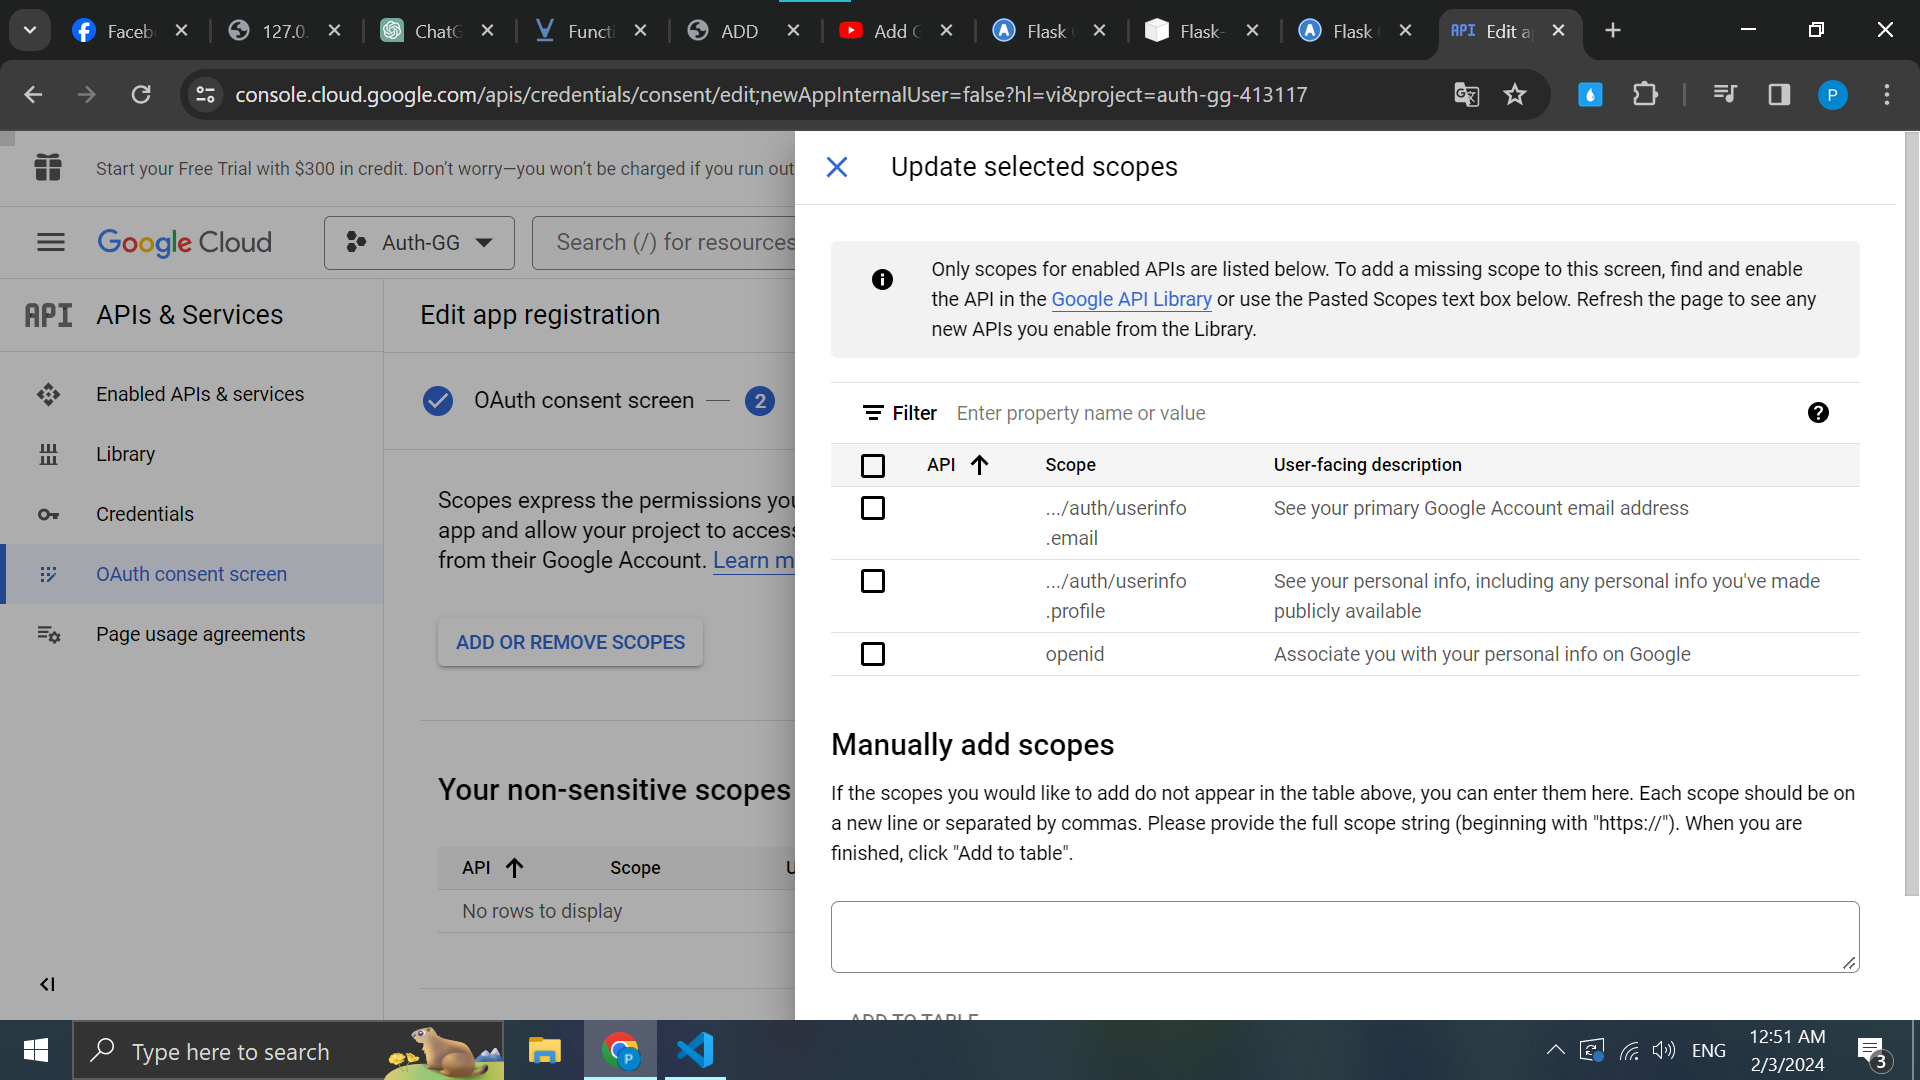 Faceb
127.0.
ChatG
Functi
ADD
Add G
Flask
Flask-
Flask
API Edit a
console.cloud.google.com/apis/credentials/consent/edit;newAppInternalUser=false?hl=vi&project=auth-gg-413117
P
Start your Free Trial with $300 in credit. Don’t worry—you won’t be charged if you run out
Google Cloud
Auth-GG
Search (/) for resources
API APIs & Services
Enabled APIs & services
Library
Credentials
OAuth consent screen
Page usage agreements
Edit app registration
OAuth consent screen
2
Scopes express the permissions you
app and allow your project to access
from their Google Account. Learn m
ADD OR REMOVE SCOPES
Your non-sensitive scopes
API Scope U
No rows to display
Update selected scopes
Only scopes for enabled APIs are listed below. To add a missing scope to this screen, find and enable
the API in the Google API Library or use the Pasted Scopes text box below. Refresh the page to see any
new APIs you enable from the Library.
Filter Enter property name or value
API Scope User-facing description
.../auth/userinfo See your primary Google Account email address
.email
.../auth/userinfo See your personal info, including any personal info you've made
.profile publicly available
openid Associate you with your personal info on Google
Manually add scopes
If the scopes you would like to add do not appear in the table above, you can enter them here. Each scope should be on
a new line or separated by commas. Please provide the full scope string (beginning with "https://"). When you are
finished, click "Add to table".
ADD TO TABLE
Type here to search
P
ENG
12:51 AM
2/3/2024
3